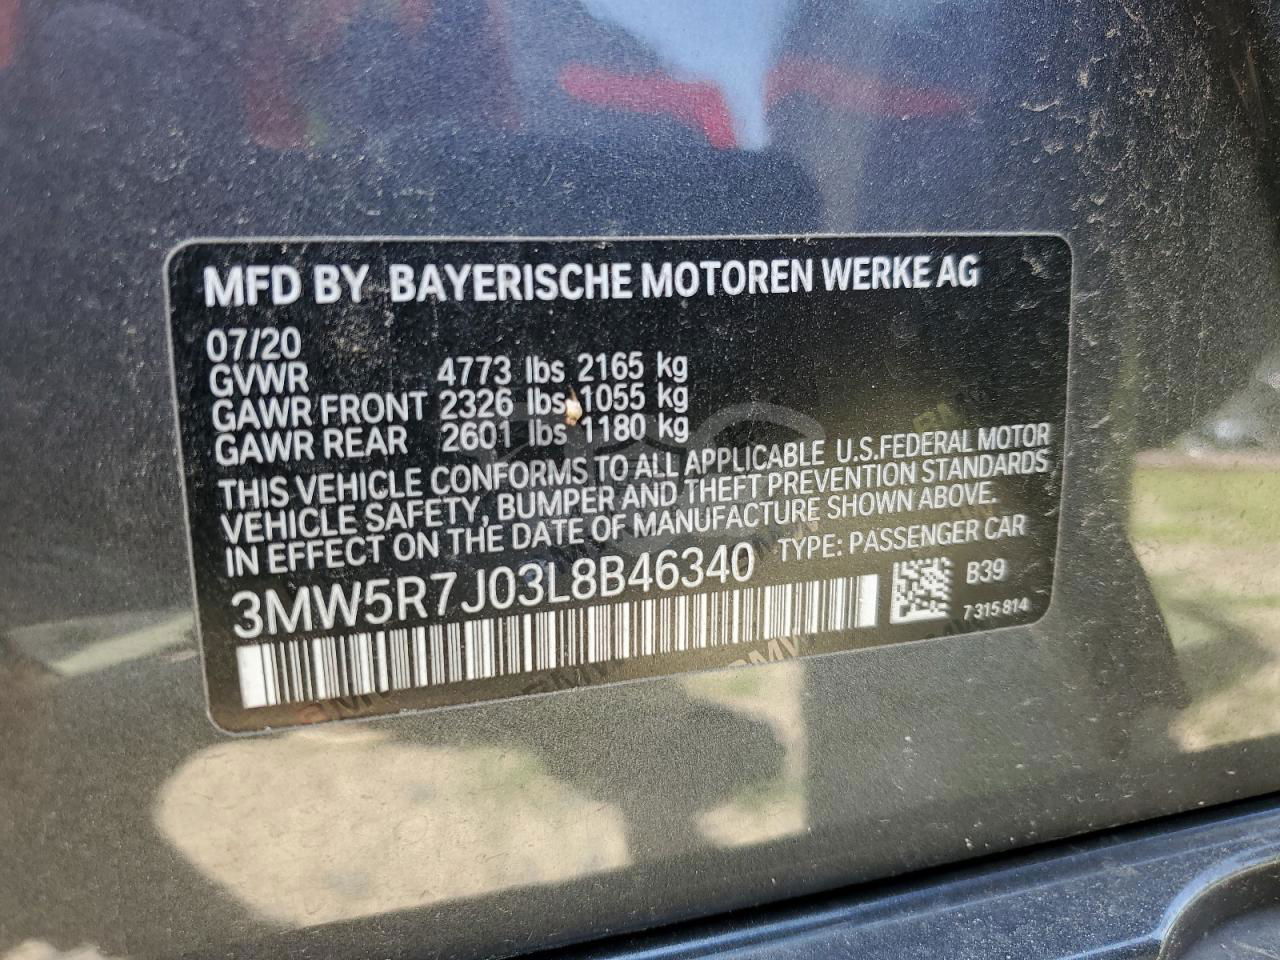 MFD BY BAYERISCHE MOTOREN WERKE AG
07/20
GVWR 4773 lbs 2165 kg
GAWR FRONT 2326 lbs 1055 kg
GAWR REAR 2601 lbs 1180 kg
THIS VEHICLE CONFORMS TO ALL APPLICABLE U.S.FEDERAL MOTOR
VEHICLE SAFETY, BUMPER AND THEFT PREVENTION STANDARDS
IN EFFECT ON THE DATE OF MANUFACTURE SHOWN ABOVE.
3MW5R7J03L8B46340 TYPE: PASSENGER CAR
B39
7 315 814